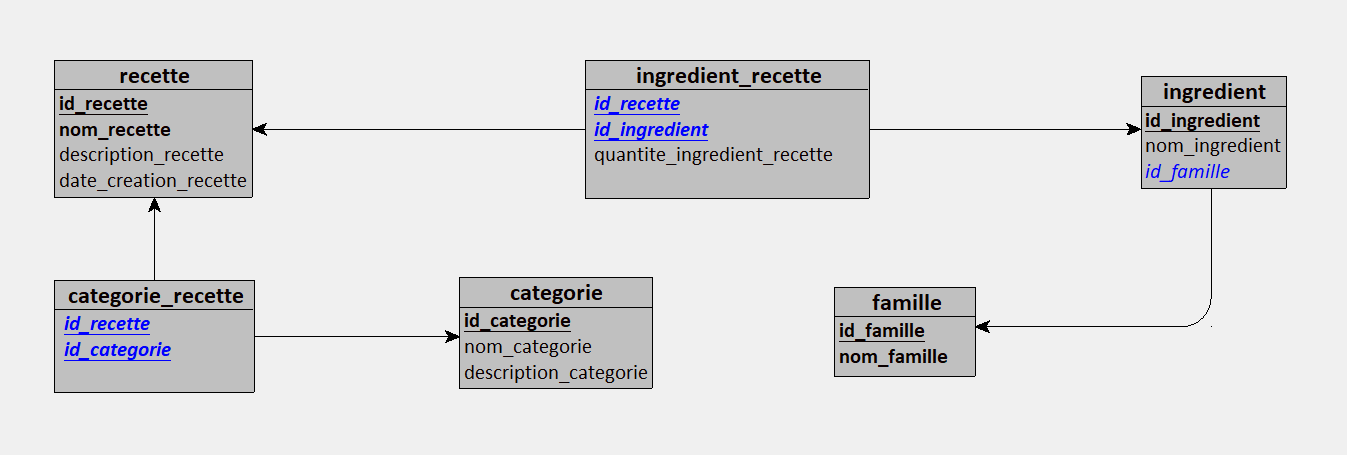 recette
id_recette
nom_recette
description_recette
date_creation_recette
ingredient_recette
id_recette
id_ingredient
quantite_ingredient_recette
ingredient
id_ingredient
nom_ingredient
id_famille
categorie_recette
id_recette
id_categorie
categorie
id_categorie
nom_categorie
description_categorie
famille
id_famille
nom_famille